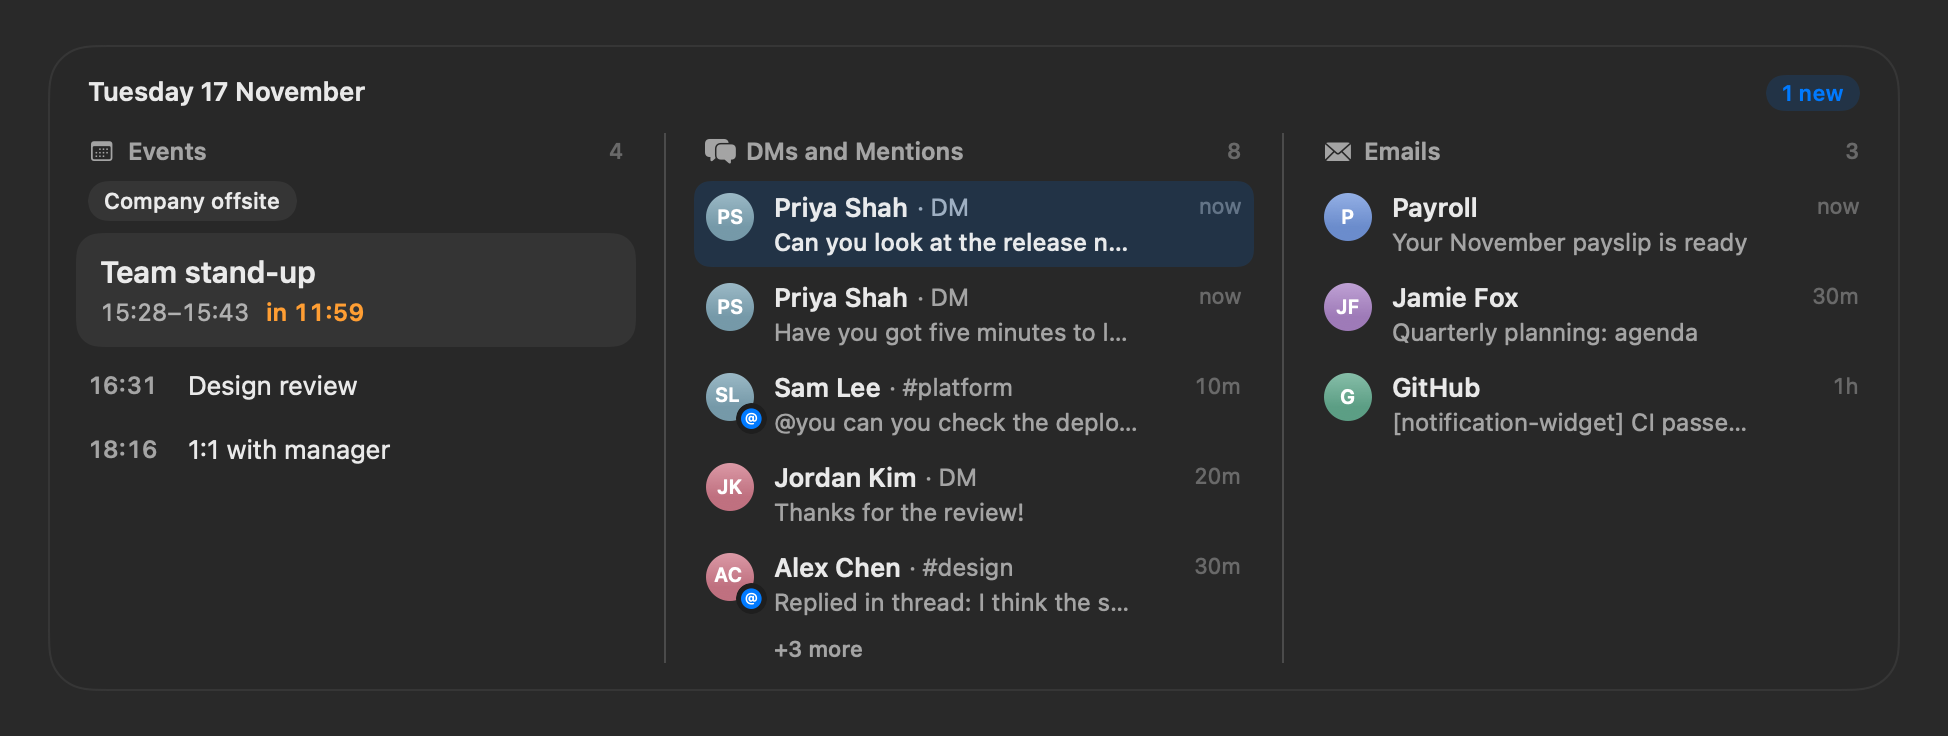 Tuesday 17 November
1 new
Events 4
Company offsite
Team stand-up
15:28–15:43 in 11:59
16:31 Design review
18:16 1:1 with manager
DMs and Mentions 8
PS Priya Shah · DM now
Can you look at the release n...
PS Priya Shah · DM now
Have you got five minutes to l...
SL @ Sam Lee · #platform 10m
@you can you check the deplo...
JK Jordan Kim · DM 20m
Thanks for the review!
AC @ Alex Chen · #design 30m
Replied in thread: I think the s...
+3 more
Emails 3
P Payroll now
Your November payslip is ready
JF Jamie Fox 30m
Quarterly planning: agenda
G GitHub 1h
[notification-widget] CI passe...